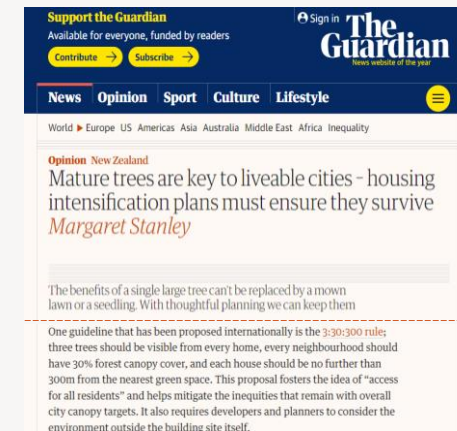 Support the Guardian
Available for everyone, funded by readers
Contribute →
Subscribe →
Sign in
The
Guardian
News website of the year
News Opinion Sport Culture Lifestyle
World ▶ Europe US Americas Asia Australia Middle East Africa Inequality
Opinion New Zealand
Mature trees are key to liveable cities – housing
intensification plans must ensure they survive
Margaret Stanley
The benefits of a single large tree can't be replaced by a mown
lawn or a seedling. With thoughtful planning we can keep them
One guideline that has been proposed internationally is the 3:30:300 rule;
three trees should be visible from every home, every neighbourhood should
have 30% forest canopy cover, and each house should be no further than
300m from the nearest green space. This proposal fosters the idea of “access
for all residents” and helps mitigate the inequities that remain with overall
city canopy targets. It also requires developers and planners to consider the
environment outside the building site itself.